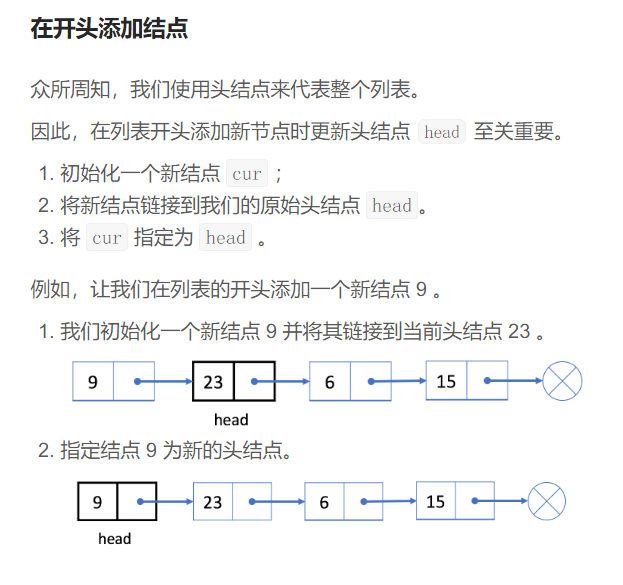 在开头添加结点
众所周知，我们使用头结点来代表整个列表。
因此，在列表开头添加新节点时更新头结点 head 至关重要。
1. 初始化一个新结点 cur ；
2. 将新结点链接到我们的原始头结点 head 。
3. 将 cur 指定为 head 。
例如，让我们在列表的开头添加一个新结点 9 。
1. 我们初始化一个新结点 9 并将其链接到当前头结点 23 。
9 23 6 15
head
2. 指定结点 9 为新的头结点。
9 23 6 15
head